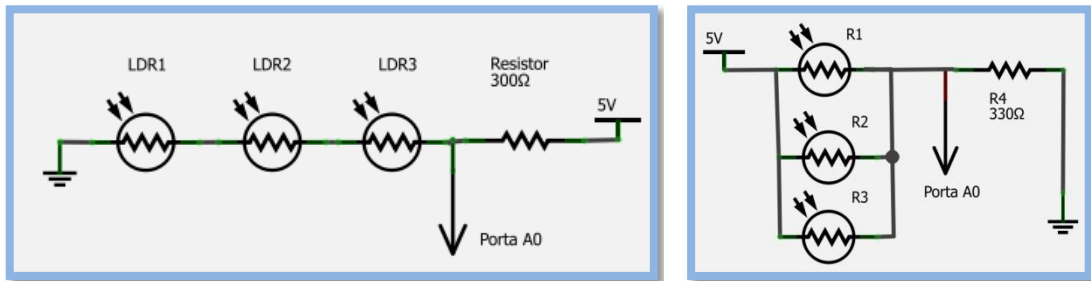 LDR1
LDR2
LDR3
Resistor
300Ω
5V
Porta A0
5V
R1
R2
R3
R4
330Ω
Porta A0